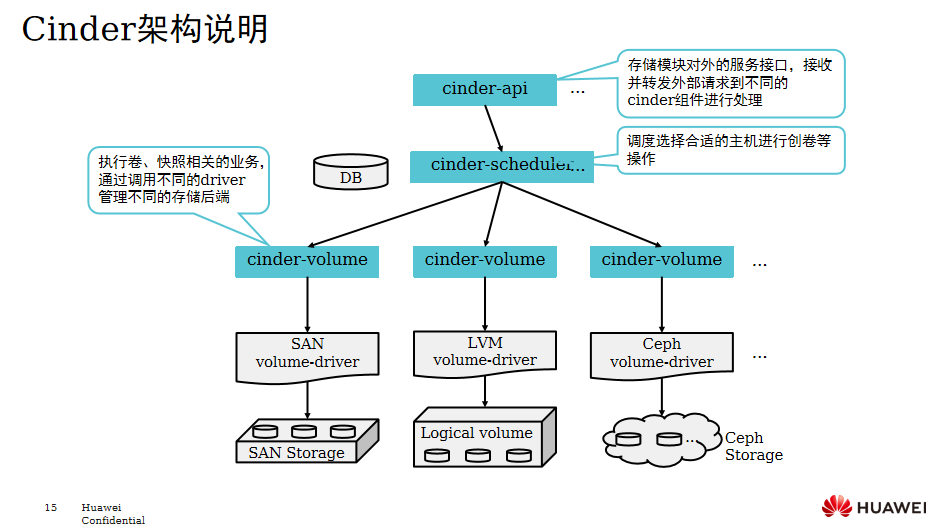 Cinder架构说明
存储模块对外的服务接口，接收
并转发外部请求到不同的
cinder组件进行处理
cinder-api
...
调度选择合适的主机进行创卷等
操作
cinder-scheduler
...
执行卷、快照相关的业务，
通过调用不同的driver
管理不同的存储后端
DB
cinder-volume
cinder-volume
cinder-volume
...
SAN
volume-driver
LVM
volume-driver
Ceph
volume-driver
...
SAN Storage
Logical volume
...
Ceph
Storage
15
Huawei
Confidential
HUAWEI